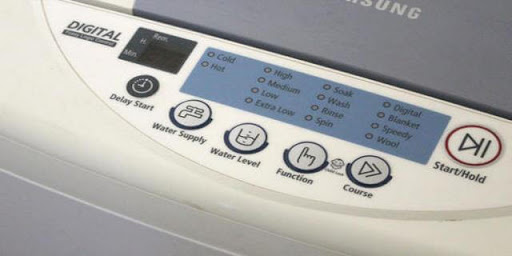 SAMSUNG
DIGITAL
Rem.
H.
Min.
Cold
Hot
High
Medium
Low
Extra Low
Soak
Wash
Rinse
Spin
Digital
Blanket
Speedy
Wool
Delay Start
Water Supply
Water Level
Function
Course
Start/Hold